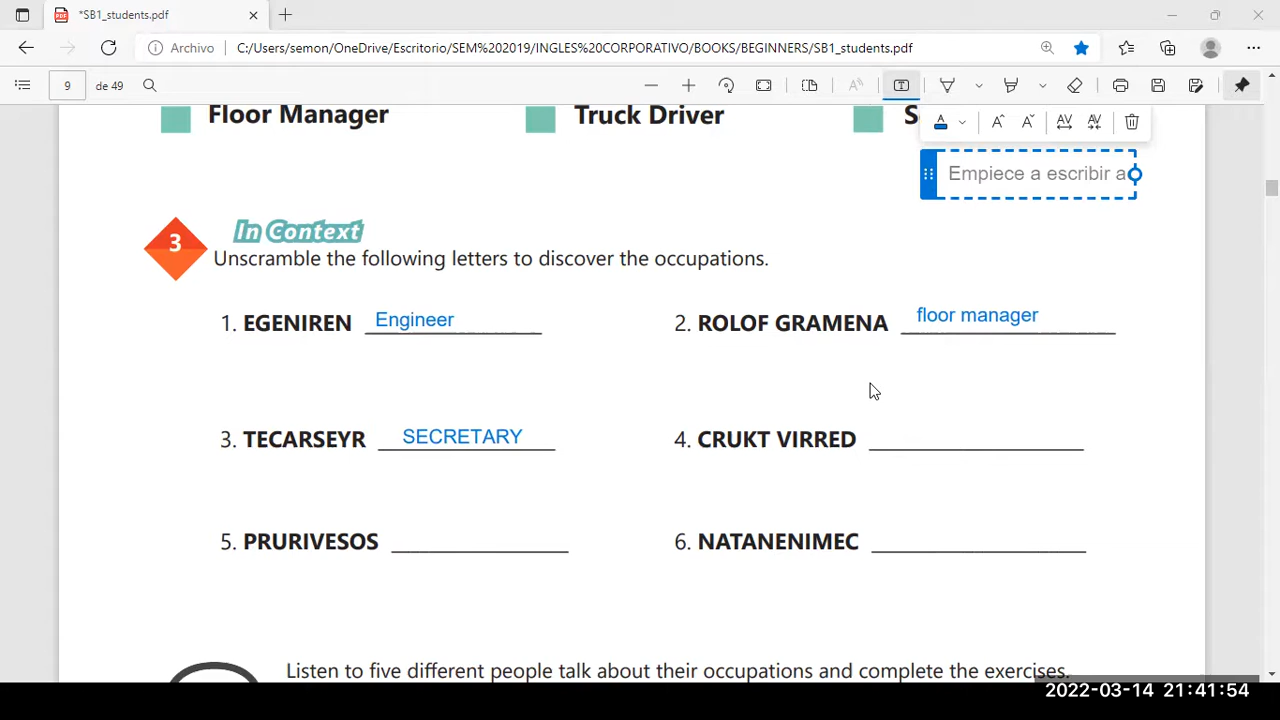 *SB1_students.pdf
Archivo C:/Users/semon/OneDrive/Escritorio/SEM%202019/INGLES%20CORPORATIVO/BOOKS/BEGINNERS/SB1_students.pdf
9 de 49
Floor Manager Truck Driver
Empiece a escribir a
3 In Context
Unscramble the following letters to discover the occupations.
1. EGENIREN Engineer 2. ROLOF GRAMENA floor manager
3. TECARSEYR SECRETARY 4. CRUKT VIRRED
5. PRURIVESOS 6. NATANENIMEC
Listen to five different people talk about their occupations and complete the exercises.
2022-03-14 21:41:54